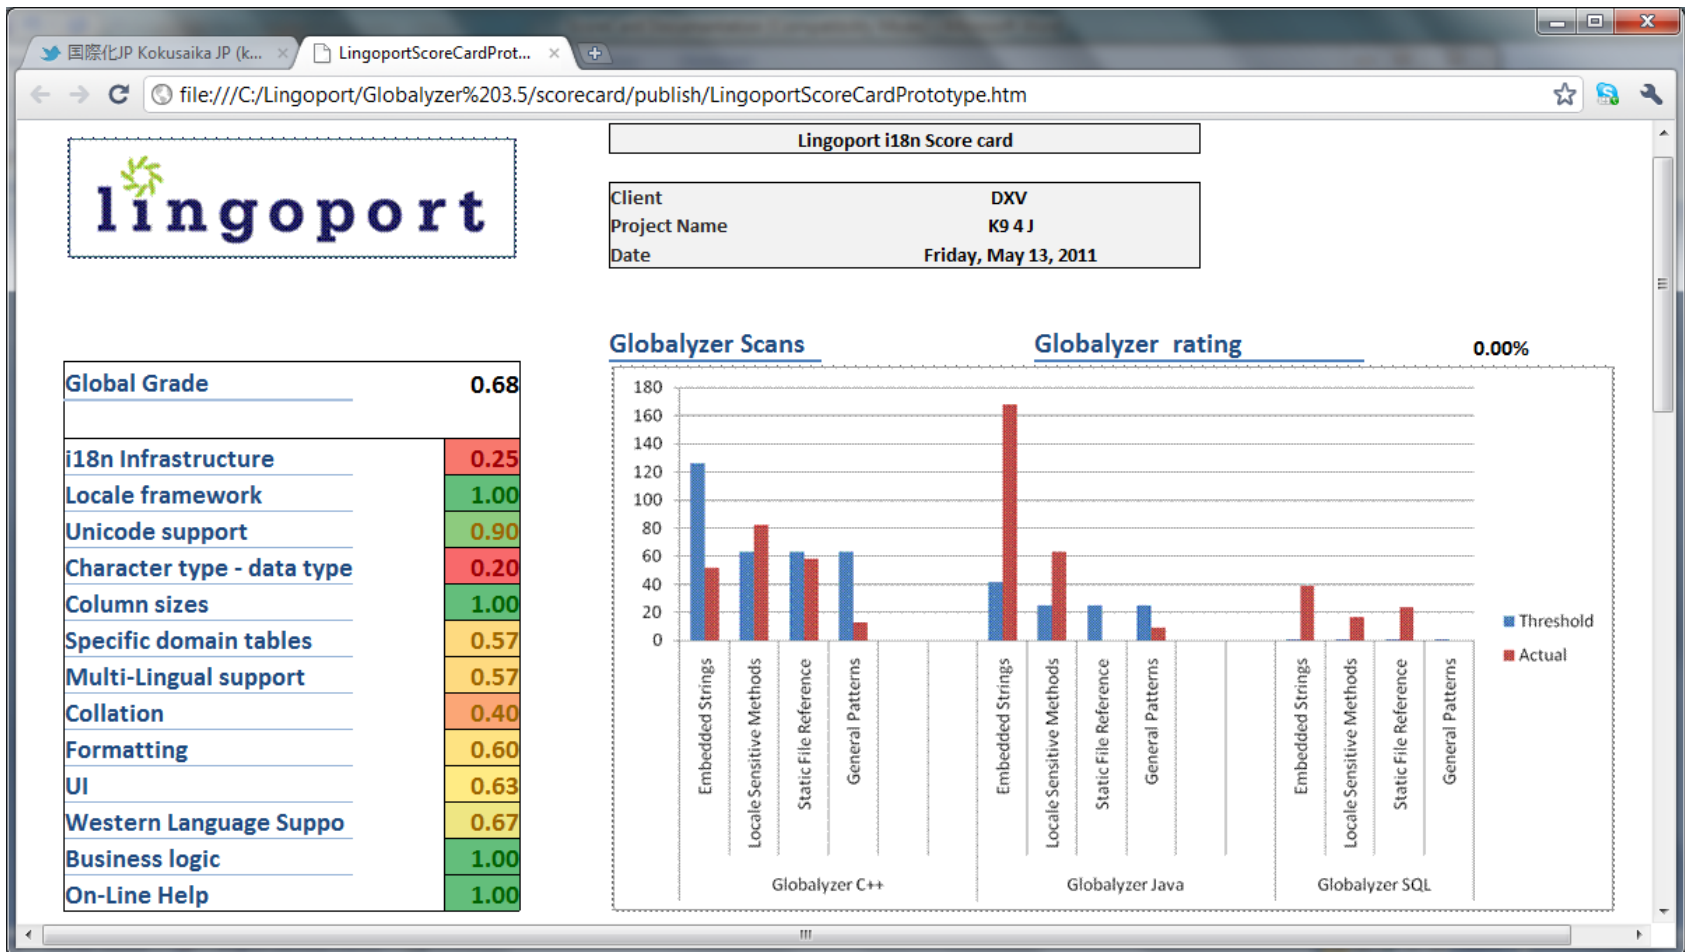 国際化JP Kokusaika JP (k...
LingoportScoreCardProt...
file:///C:/Lingoport/Globalyzer%203.5/scorecard/publish/LingoportScoreCardPrototype.htm
lingoport
Lingoport i18n Score card
Client DXV
Project Name K9 4 J
Date Friday, May 13, 2011
Global Grade 0.68
i18n Infrastructure 0.25
Locale framework 1.00
Unicode support 0.90
Character type - data type 0.20
Column sizes 1.00
Specific domain tables 0.57
Multi-Lingual support 0.57
Collation 0.40
Formatting 0.60
UI 0.63
Western Language Suppo 0.67
Business logic 1.00
On-Line Help 1.00
Globalyzer Scans Globalyzer rating 0.00%
180
160
140
120
100
80
60
40
20
0
Embedded Strings
Locale Sensitive Methods
Static File Reference
General Patterns
Embedded Strings
Locale Sensitive Methods
Static File Reference
General Patterns
Embedded Strings
Locale Sensitive Methods
Static File Reference
General Patterns
Globalyzer C++ Globalyzer Java Globalyzer SQL
Threshold
Actual